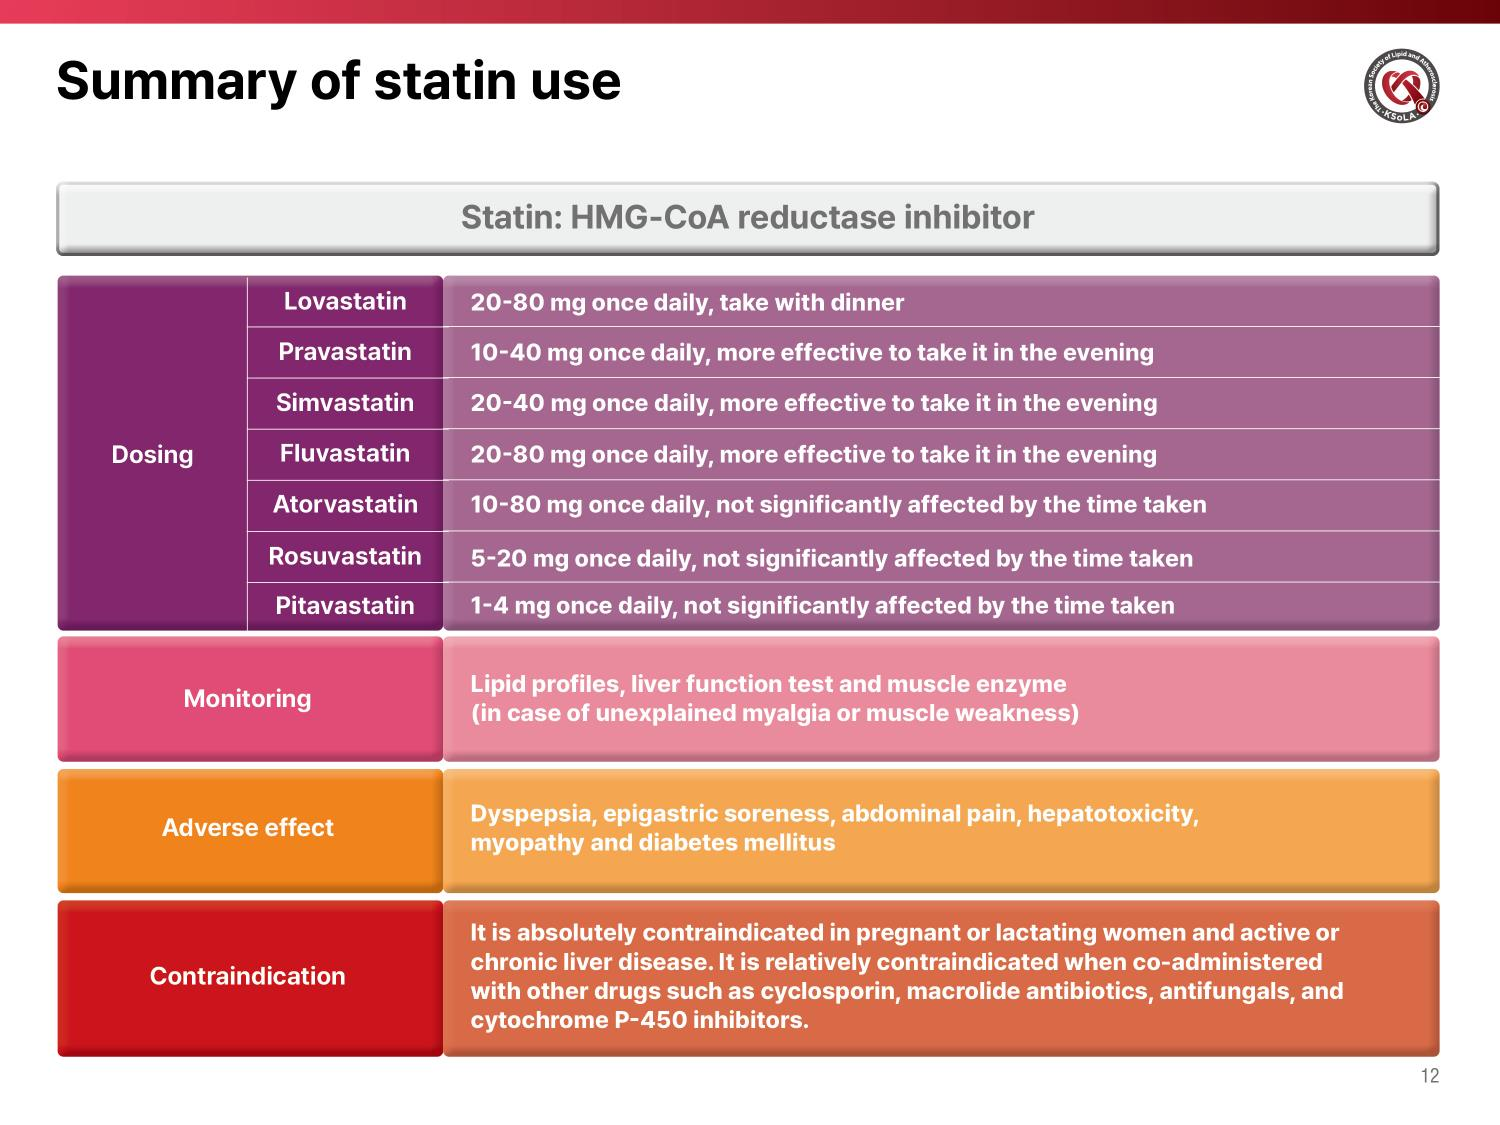 Summary of statin use
The Korean Society of Lipid and Atherosclerosis
KSoLA
Statin: HMG-CoA reductase inhibitor
Dosing
Lovastatin 20-80 mg once daily, take with dinner
Pravastatin 10-40 mg once daily, more effective to take it in the evening
Simvastatin 20-40 mg once daily, more effective to take it in the evening
Fluvastatin 20-80 mg once daily, more effective to take it in the evening
Atorvastatin 10-80 mg once daily, not significantly affected by the time taken
Rosuvastatin 5-20 mg once daily, not significantly affected by the time taken
Pitavastatin 1-4 mg once daily, not significantly affected by the time taken
Monitoring
Lipid profiles, liver function test and muscle enzyme
(in case of unexplained myalgia or muscle weakness)
Adverse effect
Dyspepsia, epigastric soreness, abdominal pain, hepatotoxicity,
myopathy and diabetes mellitus
Contraindication
It is absolutely contraindicated in pregnant or lactating women and active or
chronic liver disease. It is relatively contraindicated when co-administered
with other drugs such as cyclosporin, macrolide antibiotics, antifungals, and
cytochrome P-450 inhibitors.
12